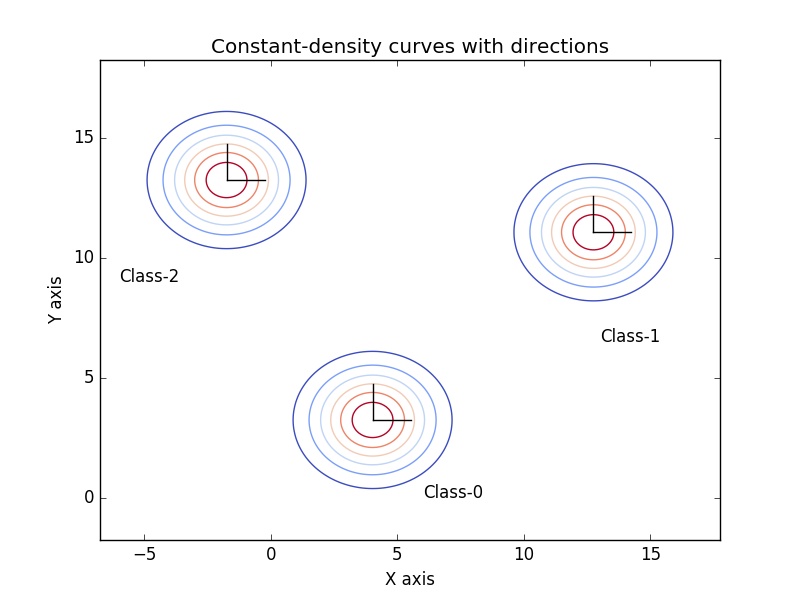 Constant-density curves with directions
15
10
5
0
Y axis
Class-2
Class-1
Class-0
−5
0
5
10
15
X axis